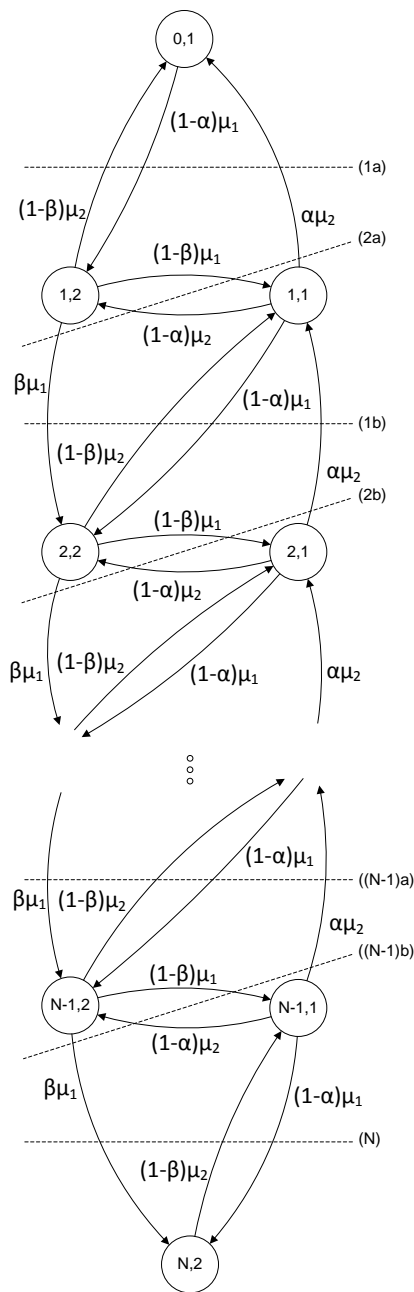 0,1
(1-α)μ1
(1a)
(1-β)μ2
αμ2
(2a)
(1-β)μ1
1,2
1,1
(1-α)μ2
βμ1
(1-α)μ1
(1b)
(1-β)μ2
αμ2
(2b)
(1-β)μ1
2,2
2,1
(1-α)μ2
βμ1
(1-β)μ2
(1-α)μ1
αμ2
(1-α)μ1
((N-1)a)
βμ1
(1-β)μ2
αμ2
((N-1)b)
(1-β)μ1
N-1,2
N-1,1
(1-α)μ2
βμ1
(1-α)μ1
(N)
(1-β)μ2
N,2